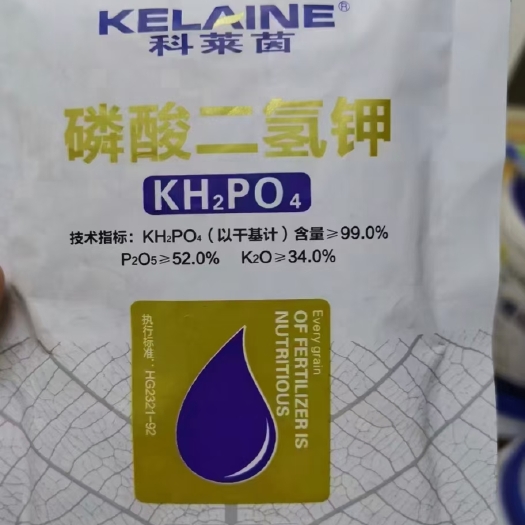 KELAINE®
科莱茵
磷酸二氢钾
KH₂PO₄
技术指标：KH₂PO₄（以干基计）含量≥99.0%
P₂O₅≥52.0% K₂O≥34.0%
Every grain
OF FERTILIZER IS
NUTRITIOUS
执行标准：HG2321-92